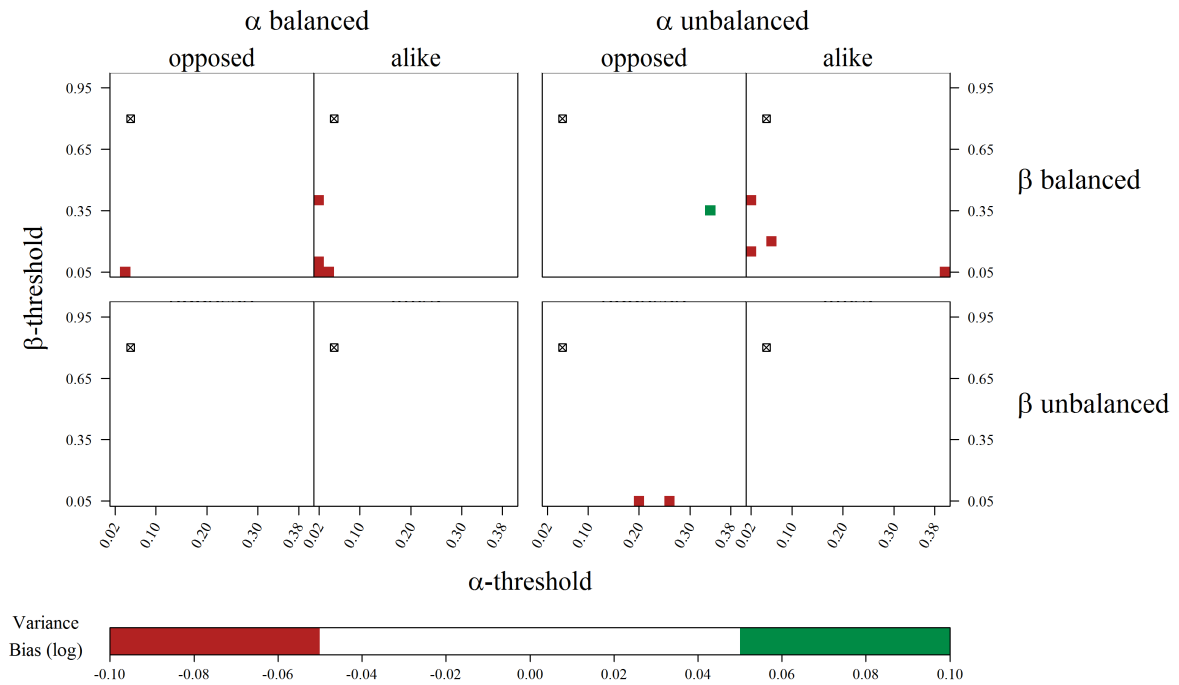 α balanced α unbalanced
opposed alike opposed alike
0.95 0.95
0.65 0.65
0.35 0.35
0.05 0.05
β balanced
β-threshold
0.95 0.95
0.65 0.65
0.35 0.35
0.05 0.05
β unbalanced
0.02 0.10 0.20 0.30 0.38 0.02 0.10 0.20 0.30 0.38 0.02 0.10 0.20 0.30 0.38 0.02 0.10 0.20 0.30 0.38
α-threshold
Variance
Bias (log)
-0.10 -0.08 -0.06 -0.04 -0.02 0.00 0.02 0.04 0.06 0.08 0.10